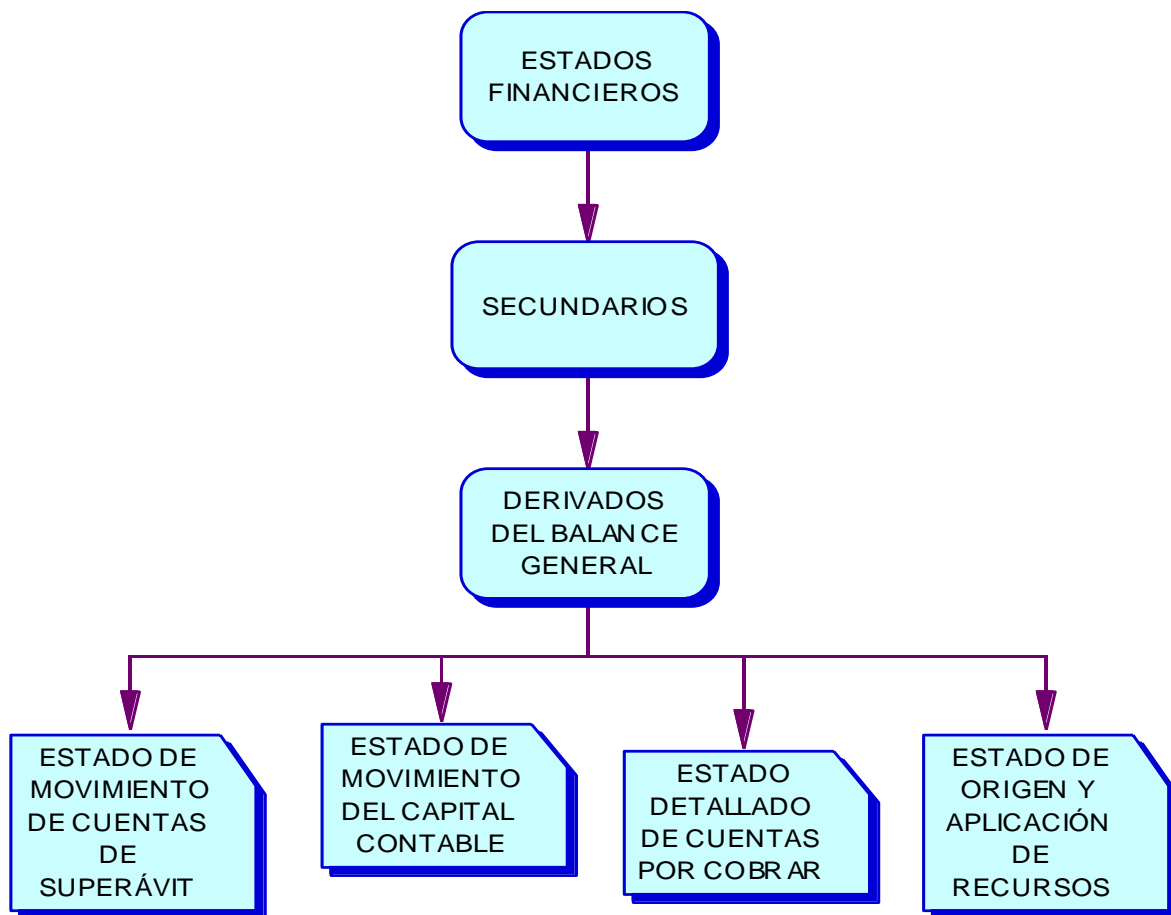 ESTADOS
FINANCIEROS
SECUNDARIOS
DERIVADOS
DEL BALANCE
GENERAL
ESTADO DE
MOVIMIENTO
DE CUENTAS
DE
SUPERÁVIT
ESTADO DE
MOVIMIENTO
DEL CAPITAL
CONTABLE
ESTADO
DETALLADO
DE CUENTAS
POR COBRAR
ESTADO DE
ORIGEN Y
APLICACIÓN
DE
RECURSOS